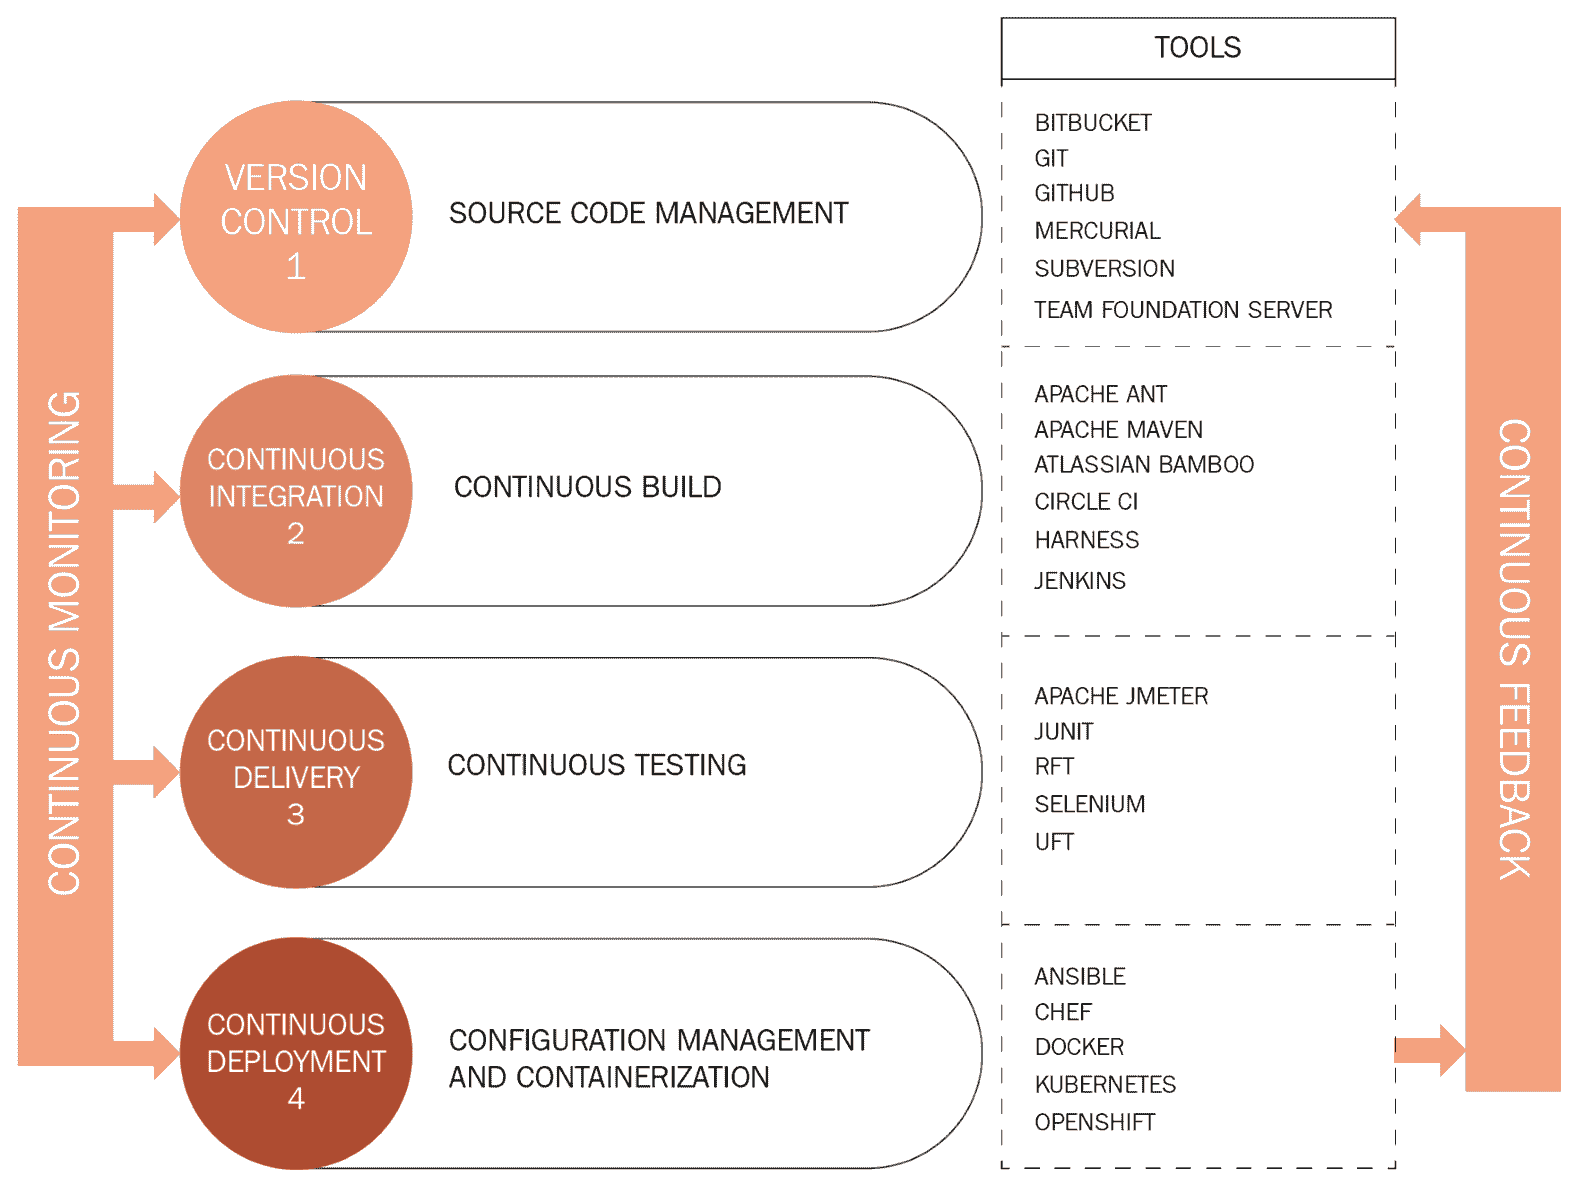 TOOLS
VERSION
CONTROL
1
SOURCE CODE MANAGEMENT
BITBUCKET
GIT
GITHUB
MERCURIAL
SUBVERSION
TEAM FOUNDATION SERVER
CONTINUOUS
INTEGRATION
2
CONTINUOUS BUILD
APACHE ANT
APACHE MAVEN
ATLASSIAN BAMBOO
CIRCLE CI
HARNESS
JENKINS
CONTINUOUS
DELIVERY
3
CONTINUOUS TESTING
APACHE JMETER
JUNIT
RFT
SELENIUM
UFT
CONTINUOUS
DEPLOYMENT
4
CONFIGURATION MANAGEMENT
AND CONTAINERIZATION
ANSIBLE
CHEF
DOCKER
KUBERNETES
OPENSHIFT
CONTINUOUS MONITORING
CONTINUOUS FEEDBACK